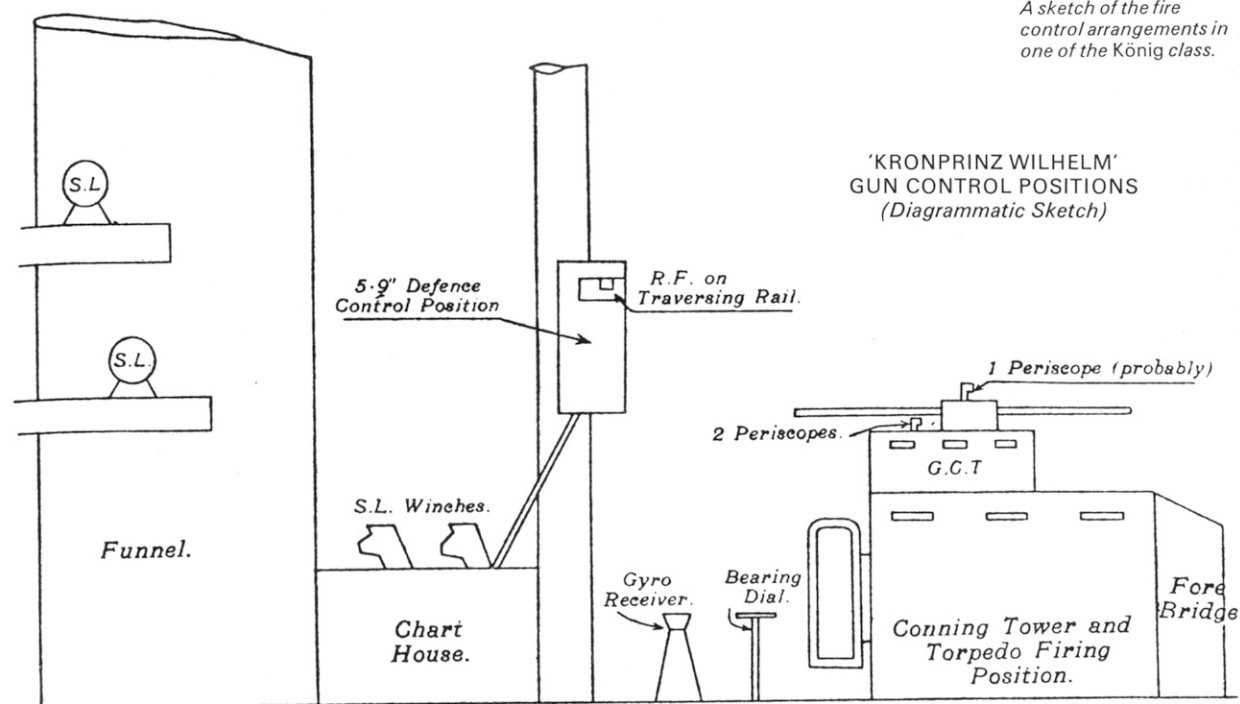 A sketch of the fire
control arrangements in
one of the König class.
'KRONPRINZ WILHELM'
GUN CONTROL POSITIONS
(Diagrammatic Sketch)
S.L
S.L.
5·9" Defence
Control Position
R.F. on
Traversing Rail.
1 Periscope (probably)
2 Periscopes.
G.C.T
S.L. Winches.
Funnel.
Gyro
Receiver.
Bearing
Dial.
Chart
House.
Conning Tower and
Torpedo Firing
Position.
Fore
Bridge